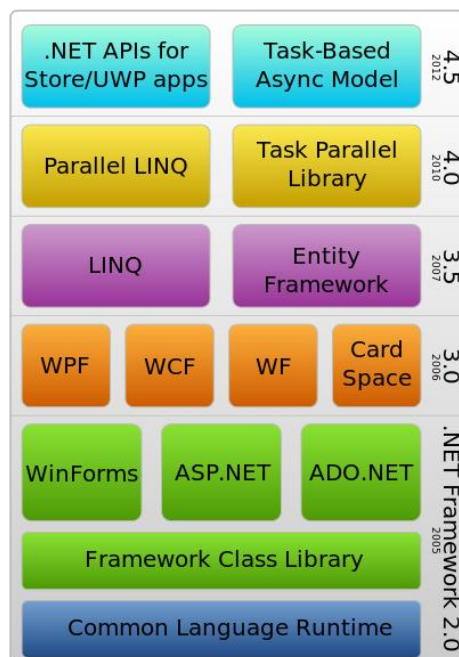 .NET APIs for
Store/UWP apps
Task-Based
Async Model
4.5
2012
Parallel LINQ
Task Parallel
Library
4.0
2010
LINQ
Entity
Framework
3.5
2007
WPF
WCF
WF
Card
Space
3.0
2006
WinForms
ASP.NET
ADO.NET
Framework Class Library
Common Language Runtime
.NET Framework 2.0
2005